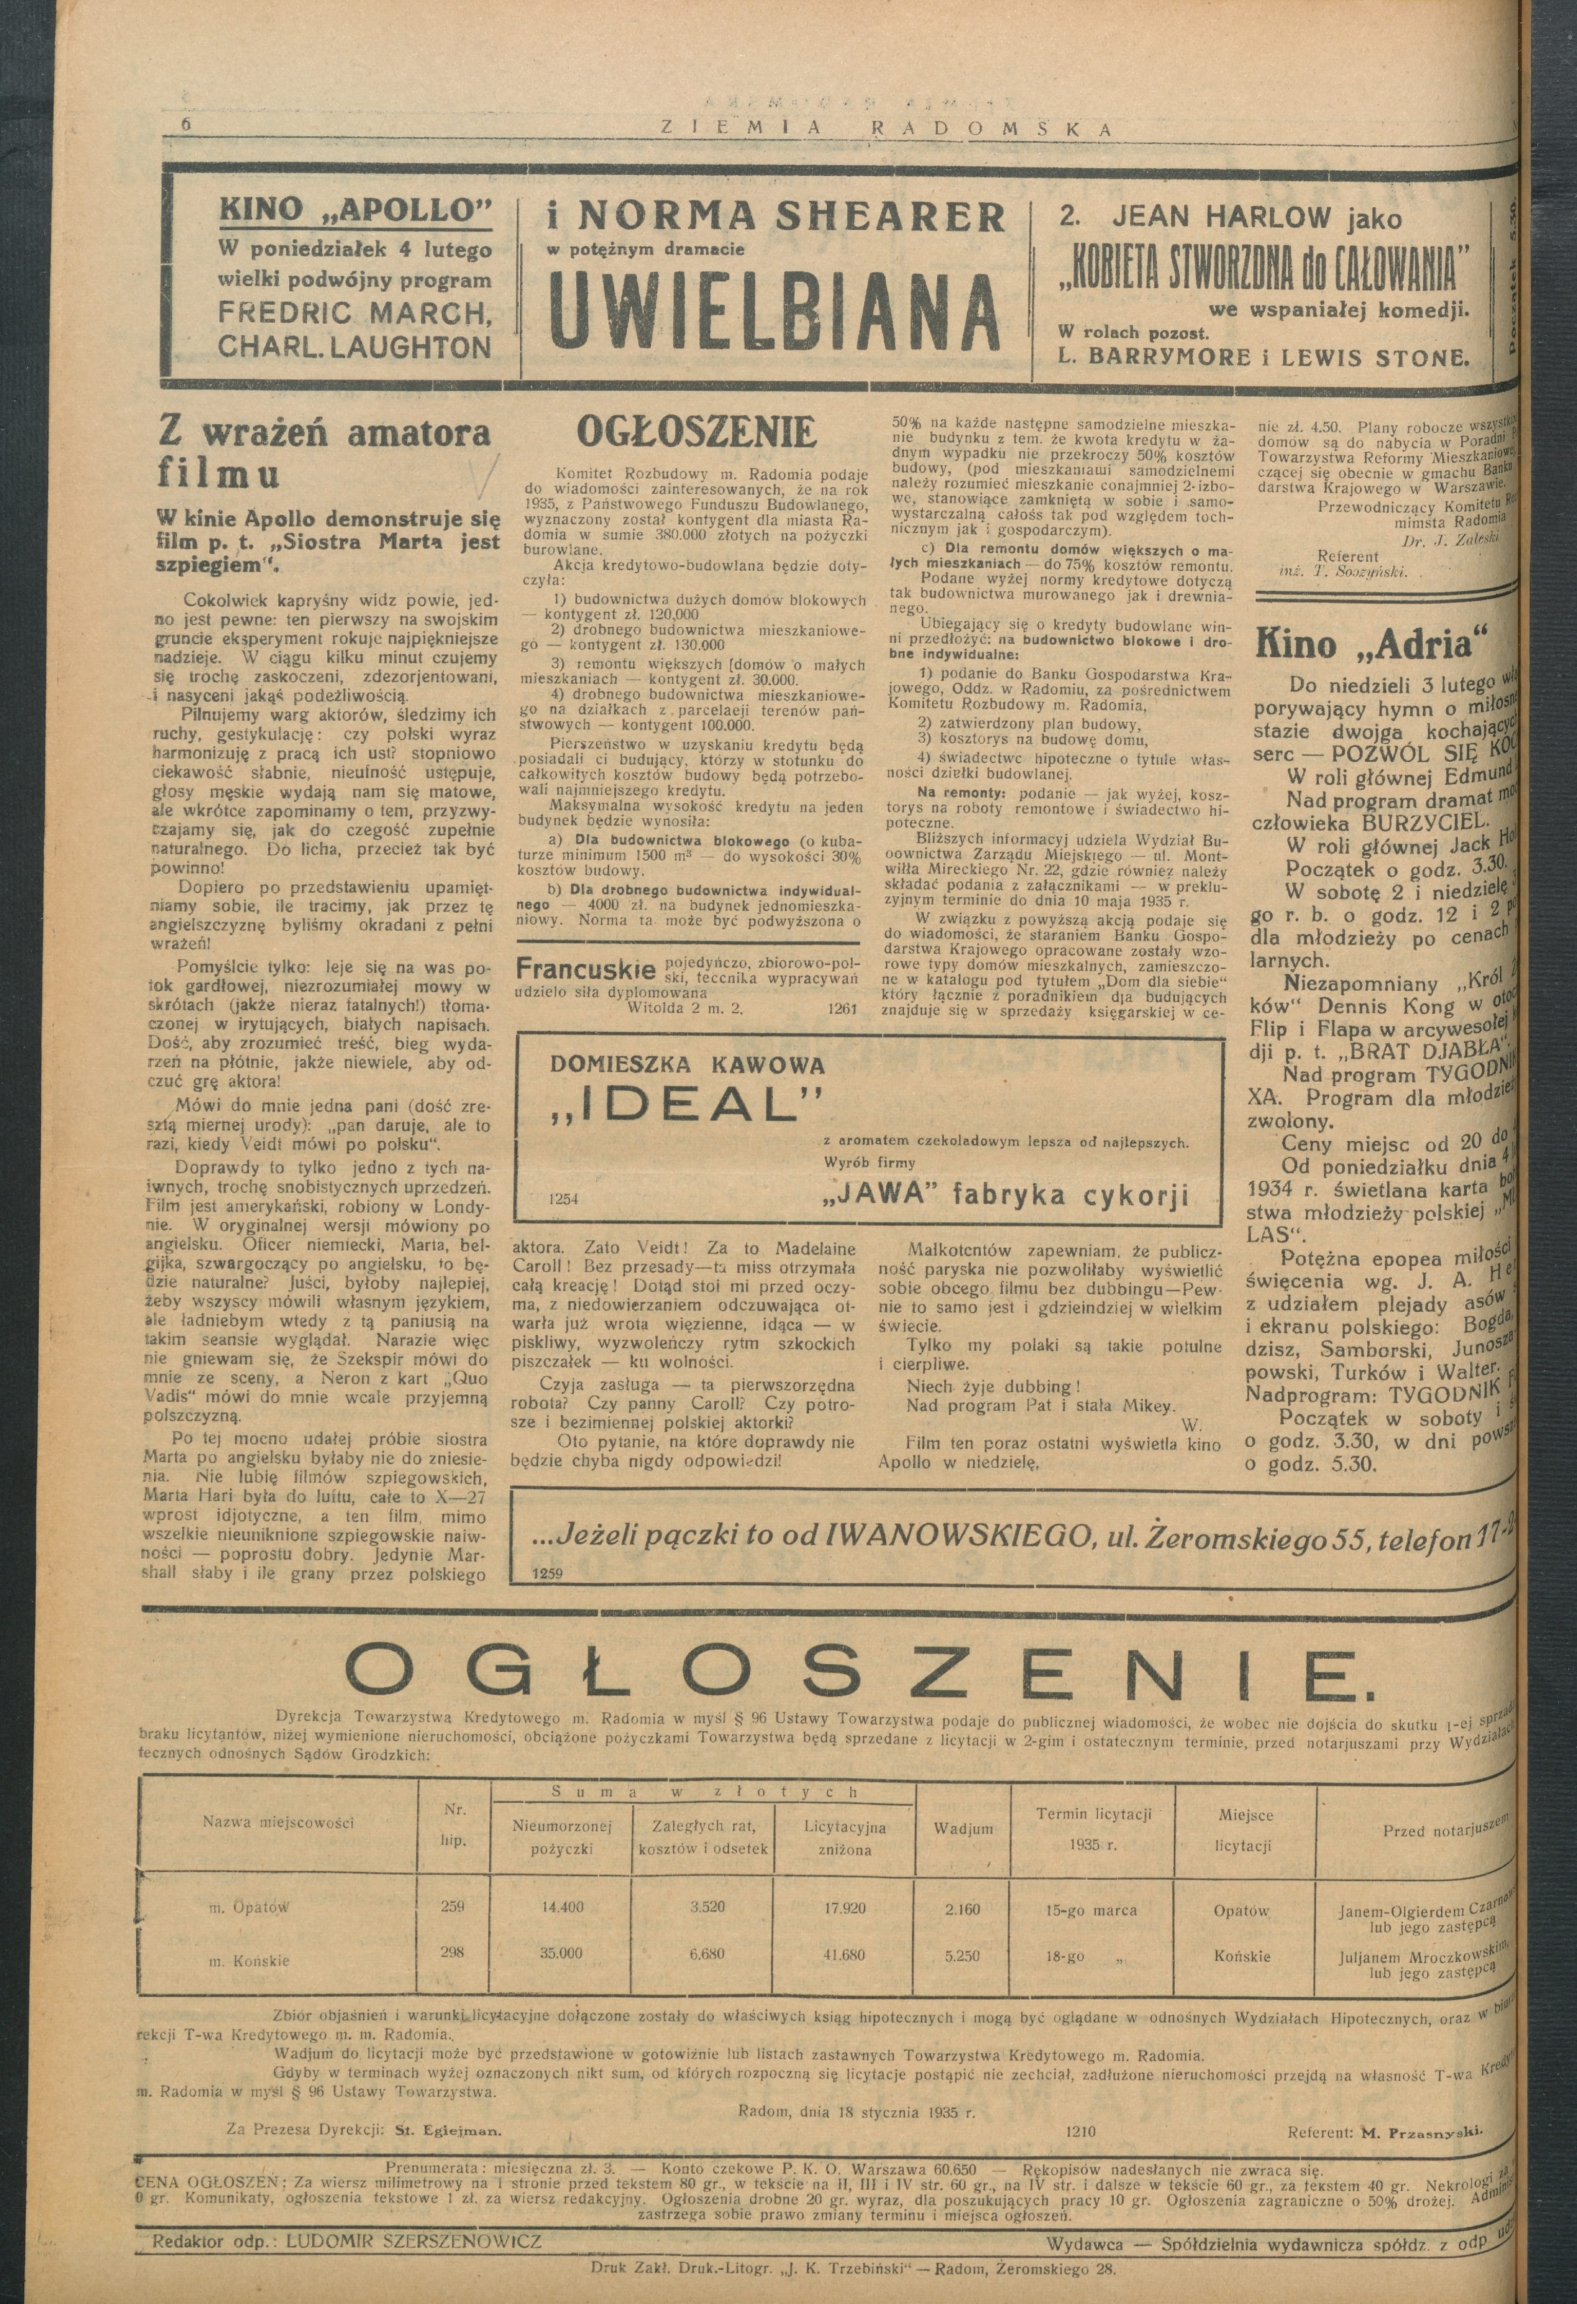 6
ZIEMIA RADOMSKA
KINO „APOLLO”
W poniedziałek 4 lutego
wielki podwójny program
FREDRIC MARCH,
CHARL. LAUGHTON
i NORMA SHEARER
w potężnym dramacie
UWIELBIANA
2. JEAN HARLOW jako
„KOBIETA STWORZONA do CAŁOWANIA”
we wspaniałej komedji.
W rolach pozost.
L. BARRYMORE i LEWIS STONE.
Początek 5.30.
Z wrażeń amatora
filmu
W kinie Apollo demonstruje się
film p. t. „Siostra Marta jest
szpiegiem“.
Cokolwiek kapryśny widz powie, jed-
no jest pewne: ten pierwszy na swojskim
gruncie eksperyment rokuje najpiękniejsze
nadzieje. W ciągu kilku minut czujemy
się trochę zaskoczeni, zdezorjentowani,
i nasyceni jakąś podeźliwością.
Pilnujemy warg aktorów, śledzimy ich
ruchy, gestykulację: czy polski wyraz
harmonizuję z pracą ich ust? stopniowo
ciekawość słabnie, nieufność ustępuje,
głosy męskie wydają nam się matowe,
ale wkrótce zapominamy o tem, przyzwy-
czajamy się, jak do czegość zupełnie
naturalnego. Do licha, przecież tak być
powinno!
Dopiero po przedstawieniu upamięt-
niamy sobie, ile tracimy, jak przez tę
angielszczyznę byliśmy okradani z pełni
wrażeń!
Pomyślcie tylko: leje się na was po-
tok gardłowej, niezrozumiałej mowy w
skrótach (jakże nieraz fatalnych!) tłoma-
czonej w irytujących, białych napisach.
Dość, aby zrozumieć treść, bieg wyda-
rzeń na płótnie, jakże niewiele, aby od-
czuć grę aktora!
Mówi do mnie jedna pani (dość zre-
sztą miernej urody): „pan daruje, ale to
razi, kiedy Veidt mówi po polsku“.
Doprawdy to tylko jedno z tych na-
iwnych, trochę snobistycznych uprzedzeń.
Film jest amerykański, robiony w Londy-
nie. W oryginalnej wersji mówiony po
angielsku. Oficer niemiecki, Marta, bel-
gijka, szwargoczący po angielsku, to bę-
dzie naturalne? Juści, byłoby najlepiej,
żeby wszyscy mówili własnym językiem,
ale ładniebym wtedy z tą paniusią na
takim seansie wyglądał. Narazie więc
nie gniewam się, że Szekspir mówi do
mnie ze sceny, a Neron z kart „Quo
Vadis“ mówi do mnie wcale przyjemną
polszczyzną.
Po tej mocno udałej próbie siostra
Marta po angielsku byłaby nie do zniesie-
nia. Nie lubię filmów szpiegowskich,
Marta Hari była do luftu, całe to X—27
wprost idjotyczne, a ten film, mimo
wszelkie nieuniknione szpiegowskie naiw-
ności — poprostu dobry. Jedynie Mar-
shall słaby i ile grany przez polskiego
OGŁOSZENIE
Komitet Rozbudowy m. Radomia podaje
do wiadomości zainteresowanych, że na rok
1935, z Państwowego Funduszu Budowlanego,
wyznaczony został kontygent dla miasta Ra-
domia w sumie 380.000 złotych na pożyczki
burowlane.
Akcja kredytowo-budowlana będzie doty-
czyła:
1) budownictwa dużych domów blokowych
— kontygent zł. 120,000
2) drobnego budownictwa mieszkaniowe-
go — kontygent zł. 130.000
3) remontu większych [domów o małych
mieszkaniach — kontygent zł. 30.000.
4) drobnego budownictwa mieszkaniowe-
go na działkach z parcelaeji terenów pań-
stwowych — kontygent 100.000.
Pierszeństwo w uzyskaniu kredytu będą
posiadali ci budujący, którzy w stotunku do
całkowitych kosztów budowy będą potrzebo-
wali najmniejszego kredytu.
Maksymalna wysokość kredytu na jeden
budynek będzie wynosiła:
a) Dla budownictwa blokowego (o kuba-
turze minimum 1500 m³ — do wysokości 30%
kosztów budowy.
b) Dla drobnego budownictwa indywidual-
nego — 4000 zł. na budynek jednomieszka-
niowy. Norma ta może być podwyższona o
Francuskie pojedyńczo, zbiorowo-pol-
ski, teccnika wypracywań
udzielo siła dyplomowana
Witolda 2 m. 2. 1261
50% na każde następne samodzielne mieszka-
nie budynku z tem. że kwota kredytu w ża-
dnym wypadku nie przekroczy 50% kosztów
budowy, (pod mieszkaniami samodzielnemi
należy rozumieć mieszkanie conajmniej 2-izbo-
we, stanowiące zamkniętą w sobie i samo-
wystarczalną całośs tak pod względem toch-
nicznym jak i gospodarczym).
c) Dla remontu domów większych o ma-
łych mieszkaniach — do 75% kosztów remontu.
Podane wyżej normy kredytowe dotyczą
tak budownictwa murowanego jak i drewnia-
nego.
Ubiegający się o kredyty budowlane win-
ni przedłożyć: na budownictwo blokowe i dro-
bne indywidualne:
1) podanie do Banku Gospodarstwa Kra-
jowego, Oddz. w Radomiu, za pośrednictwem
Komitetu Rozbudowy m. Radomia,
2) zatwierdzony plan budowy,
3) kosztorys na budowę domu,
4) świadectwc hipoteczne o tytule włas-
ności dziełki budowlanej.
Na remonty: podanie — jak wyżej, kosz-
torys na roboty remontowe i świadectwo hi-
poteczne.
Bliższych informacyj udziela Wydział Bu-
oownictwa Zarządu Miejskiego — ul. Mont-
wiłła Mireckiego Nr. 22, gdzie również należy
składać podania z załącznikami — w preklu-
zyjnym terminie do dnia 10 maja 1935 r.
W związku z powyższą akcją podaje się
do wiadomości, że staraniem Banku Gospo-
darstwa Krajowego opracowane zostały wzo-
rowe typy domów mieszkalnych, zamieszczo-
ne w katalogu pod tytułem „Dom dla siebie“
który łącznie z poradnikiem dla budujących
znajduje się w sprzedaży księgarskiej w ce-
nie zł. 4.50. Plany robocze
domów są do nabycia w Poradni
Towarzystwa Reformy Mieszkaniowej
czącej się obecnie w gmachu Banku
darstwa Krajowego w Warszawie.
Przewodniczący Komitetu
mimsta Radomia
Dr. J. Zaleski
Referent
inż. T. Soczyński.
DOMIESZKA KAWOWA
„IDEAL”
z aromatem czekoladowym lepsza od najlepszych.
Wyrób firmy
1254 „JAWA” fabryka cykorji
aktora. Zato Veidt! Za to Madelaine
Caroll! Bez przesady—ta miss otrzymała
całą kreację! Dotąd stoi mi przed oczy-
ma, z niedowierzaniem odczuwająca ot-
warła już wrota więzienne, idąca — w
piskliwy, wyzwoleńczy rytm szkockich
piszczałek — ku wolności.
Czyja zasługa — ta pierwszorzędna
robota? Czy panny Caroll? Czy potro-
sze i bezimiennej polskiej aktorki?
Oto pytanie, na które doprawdy nie
będzie chyba nigdy odpowiedzi!
Malkotentów zapewniam, że publicz-
ność paryska nie pozwoliłaby wyświetlić
sobie obcego filmu bez dubbingu—Pew-
nie to samo jest i gdzieindziej w wielkim
świecie.
Tylko my polaki są takie potulne
i cierpliwe.
Niech żyje dubbing!
Nad program Pat i stała Mikey.
W.
Film ten poraz ostatni wyświetla kino
Apollo w niedzielę,
Kino „Adria“
Do niedzieli 3 lutego
porywający hymn o
stazie dwojga
serc — POZWÓL SIĘ
W roli głównej Edmund
Nad program dramat
człowieka BURZYCIEL.
W roli głównej Jack
Początek o godz. 3.30.
W sobotę 2 i niedzielę
go r. b. o godz. 12 i 2
dla młodzieży po cenach
larnych.
Niezapomniany „Król
ków“ Dennis Kong w
Flip i Flapa w arcywesołej
dji p. t. „BRAT DJABŁA“.
Nad program
XA. Program dla
zwolony.
Ceny miejsc od 20 do
Od poniedziałku dnia 4
1934 r. świetlana karta
stwa młodzieży polskiej
LAS“.
Potężna epopea miłości
święcenia wg. J. A.
z udziałem plejady asów
i ekranu polskiego: Bogda,
dzisz, Samborski, Junosza
powski, Turków i Walter.
Nadprogram: TYGODNIK
Początek w soboty i
o godz. 3.30, w dni
o godz. 5.30.
...Jeżeli pączki to od IWANOWSKIEGO, ul. Żeromskiego 55, telefon 17-2
1259
OGŁOSZENIE.
Dyrekcja Towarzystwa Kredytowego m. Radomia w myśl § 96 Ustawy Towarzystwa podaje do publicznej wiadomości, że wobec nie dojścia do skutku 1-ej
braku licytantów, niżej wymienione nieruchomości, obciążone pożyczkami Towarzystwa będą sprzedane z licytacji w 2-gim i ostatecznym terminie, przed notarjuszami przy Wydziałach
tecznych odnośnych Sądów Grodzkich:
Nazwa miejscowości
Nr. hip.
Suma w złotych
Nieumorzonej pożyczki
Zaległych rat, kosztów i odsetek
Licytacyjna zniżona
Wadjum
Termin licytacji 1935 r.
Miejsce licytacji
Przed notarjuszem
m. Opatów 259 14.400 3.520 17.920 2.160 15-go marca Opatów Janem-Olgierdem
lub jego zastępcą
m. Końskie 298 35.000 6.680 41.680 5.250 18-go „ Końskie Juljanem Mroczkowskim,
lub jego zastępcą
Zbiór objaśnień i warunki licytacyjne dołączone zostały do właściwych ksiąg hipotecznych i mogą być oglądane w odnośnych Wydziałach Hipotecznych, oraz w
rekcji T-wa Kredytowego m. m. Radomia.
Wadjum do licytacji może być przedstawione w gotowiźnie lub listach zastawnych Towarzystwa Kredytowego m. Radomia.
Gdyby w terminach wyżej oznaczonych nikt sum, od których rozpoczną się licytacje postąpić nie zechciał, zadłużone nieruchomości przejdą na własność T-wa
m. Radomia w myśl § 96 Ustawy Towarzystwa.
Radom, dnia 18 stycznia 1935 r.
Za Prezesa Dyrekcji: St. Egiejman. 1210 Referent: M. Przasnyski.
Prenumerata: miesięczna zł. 3. — Konto czekowe P. K. O. Warszawa 60.650 — Rękopisów nadesłanych nie zwraca się.
CENA OGŁOSZEŃ: Za wiersz milimetrowy na 1 stronie przed tekstem 80 gr., w tekście na II, III i IV str. 60 gr., na IV str. i dalsze w tekście 60 gr., za tekstem 40 gr. Nekrologi
0 gr. Komunikaty, ogłoszenia tekstowe 1 zł. za wiersz redakcyjny. Ogłoszenia drobne 20 gr. wyraz, dla poszukujących pracy 10 gr. Ogłoszenia zagraniczne o 50% drożej.
zastrzega sobie prawo zmiany terminu i miejsca ogłoszeń.
Redaktor odp.: LUDOMIR SZERSZENOWICZ Wydawca — Spółdzielnia wydawnicza spółdz. z odp
Druk Zakł. Druk.-Litogr. „J. K. Trzebiński“ — Radom, Żeromskiego 28.